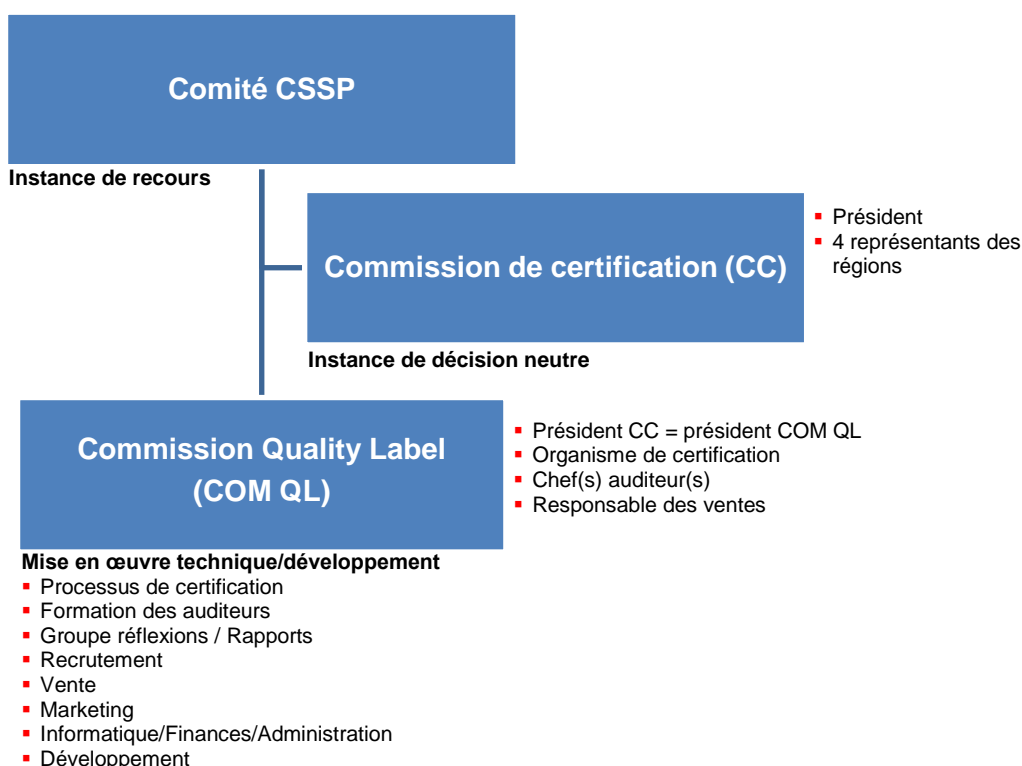 Comité CSSP
Instance de recours
Commission de certification (CC)
▪ Président
▪ 4 représentants des
régions
Instance de décision neutre
Commission Quality Label
(COM QL)
▪ Président CC = président COM QL
▪ Organisme de certification
▪ Chef(s) auditeur(s)
▪ Responsable des ventes
Mise en œuvre technique/développement
▪ Processus de certification
▪ Formation des auditeurs
▪ Groupe réflexions / Rapports
▪ Recrutement
▪ Vente
▪ Marketing
▪ Informatique/Finances/Administration
▪ Développement